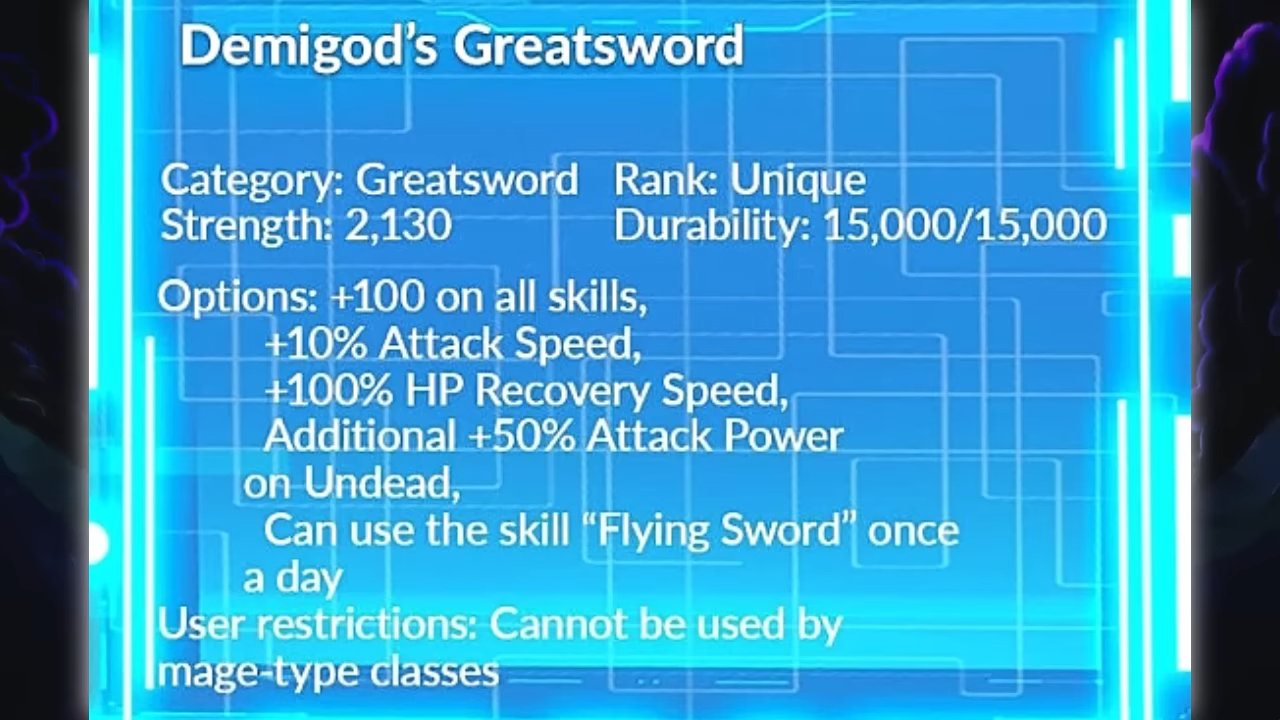 Demigod’s Greatsword
Category: Greatsword Rank: Unique
Strength: 2,130 Durability: 15,000/15,000
Options: +100 on all skills,
+10% Attack Speed,
+100% HP Recovery Speed,
Additional +50% Attack Power
on Undead,
Can use the skill “Flying Sword” once
a day
User restrictions: Cannot be used by
mage-type classes